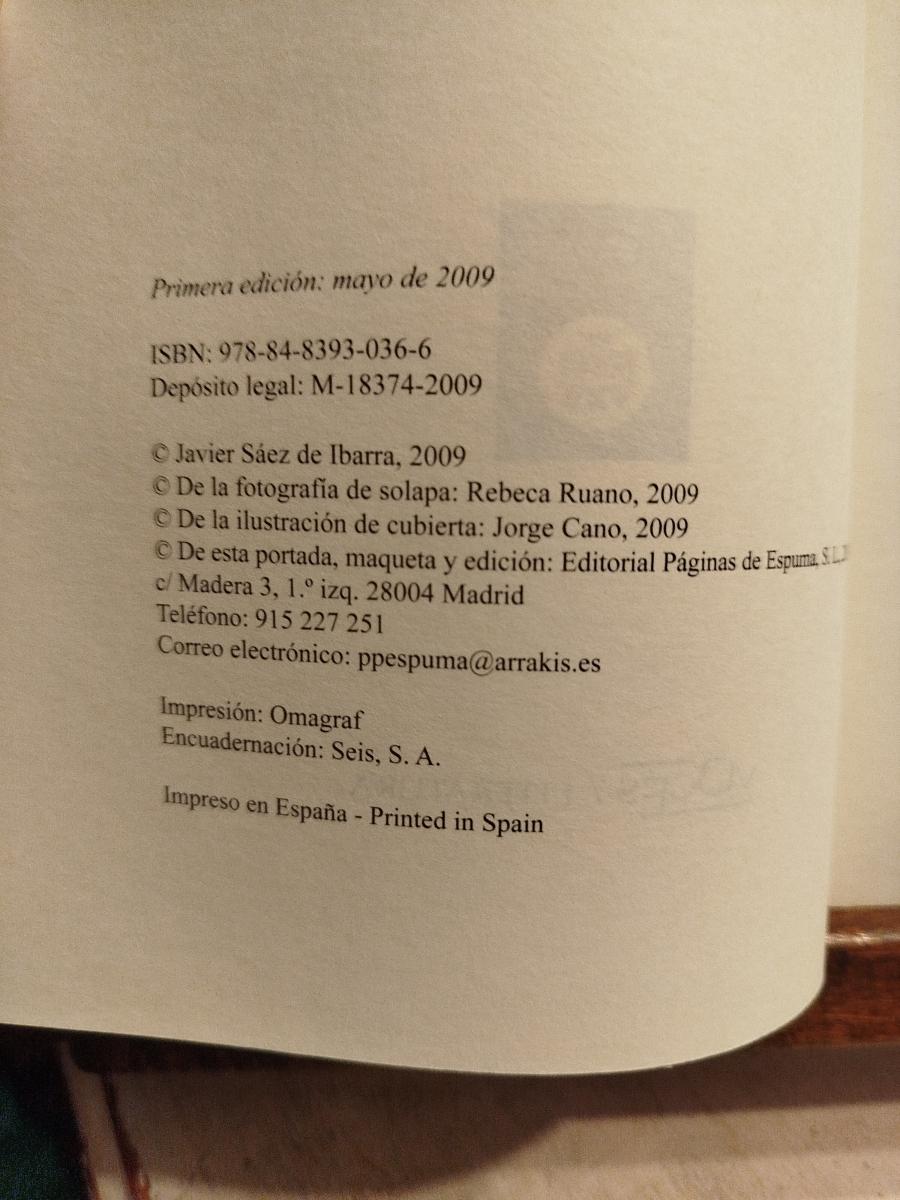 Primera edición: mayo de 2009
ISBN: 978-84-8393-036-6
Depósito legal: M-18374-2009
© Javier Sáez de Ibarra, 2009
© De la fotografía de solapa: Rebeca Ruano, 2009
© De la ilustración de cubierta: Jorge Cano, 2009
© De esta portada, maqueta y edición: Editorial Páginas de Espuma, S. L.
c/ Madera 3, 1.º izq. 28004 Madrid
Teléfono: 915 227 251
Correo electrónico: ppespuma@arrakis.es
Impresión: Omagraf
Encuadernación: Seis, S. A.
Impreso en España - Printed in Spain